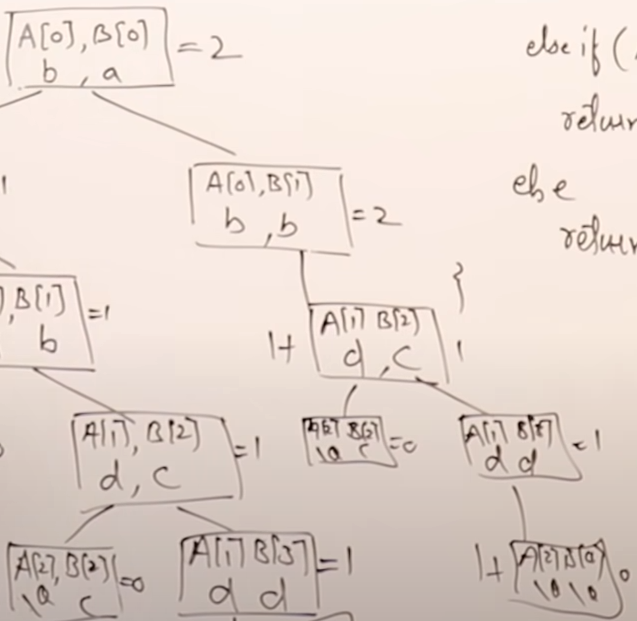 A[0], B[0] = 2
b , a
else if (
return
A[0], B[1]
b , b = 2
else
return
}
, B[1] = 1
b
1+ A[1] B[2] 1
d , c
A[2] B[2] = 0
\0 c
A[1] B[3] = 1
d d
A[1], B[2] = 1
d , c
A[2], B[2] = 0
\0 c
A[1] B[3] = 1
d d
1+ A[2] B[4] 0
\0 \0